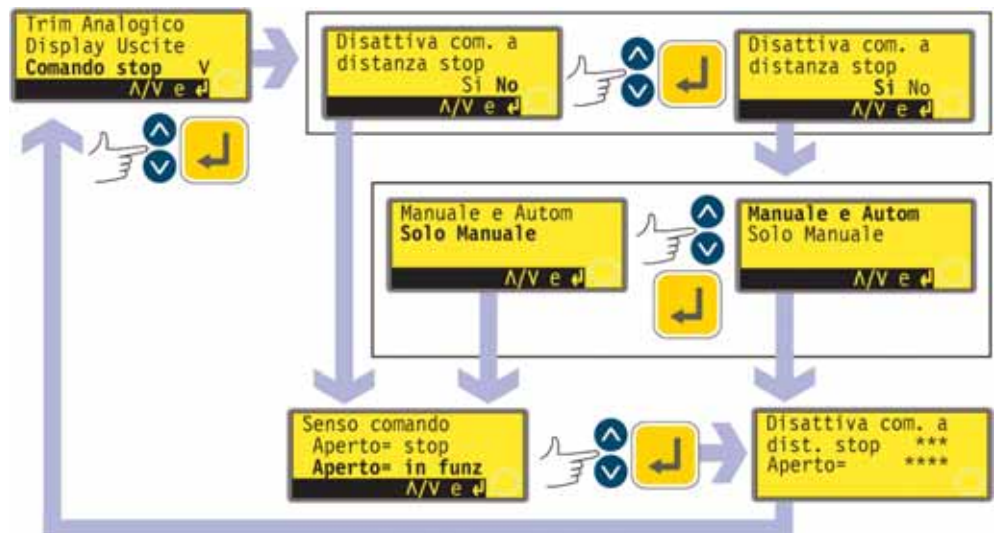 Trim Analogico
Display Uscite
Comando stop V
Λ/V e ↲
Disattiva com. a
distanza stop
Si No
Λ/V e ↲
Disattiva com. a
distanza stop
Si No
Λ/V e ↲
Manuale e Autom
Solo Manuale
Λ/V e ↲
Manuale e Autom
Solo Manuale
Λ/V e ↲
Senso comando
Aperto= stop
Aperto= in funz
Λ/V e ↲
Disattiva com. a
dist. stop ***
Aperto= ****